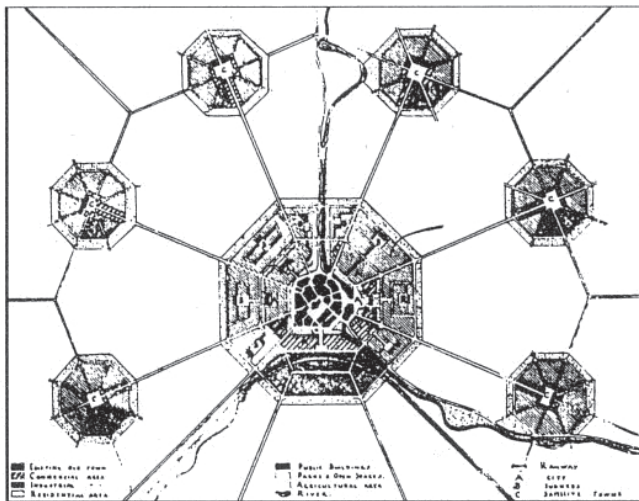 C
C
C
C
C
C
EXISTING OLD TOWN
COMMERCIAL AREA
INDUSTRIAL " "
RESIDENTIAL AREA
PUBLIC BUILDINGS
PARKS & OPEN SPACES.
AGRICULTURAL AREA
RIVER.
RAILWAY
A CITY
B SUBURBS
C SATELLITE TOWNS